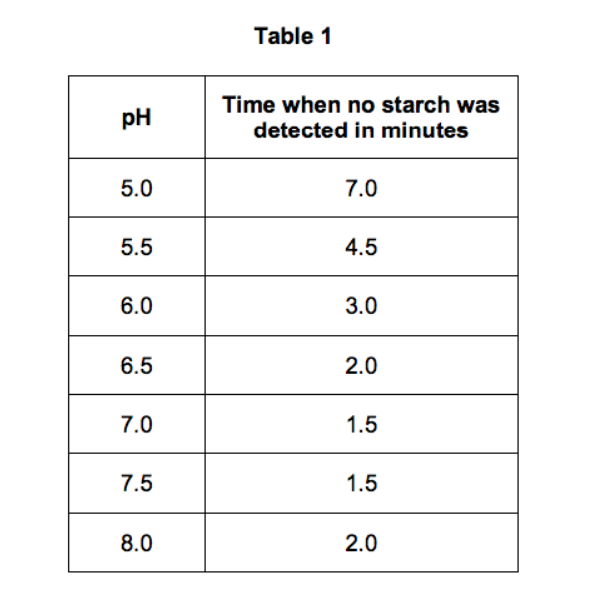 Table 1
pH
Time when no starch was
detected in minutes
5.0 7.0
5.5 4.5
6.0 3.0
6.5 2.0
7.0 1.5
7.5 1.5
8.0 2.0